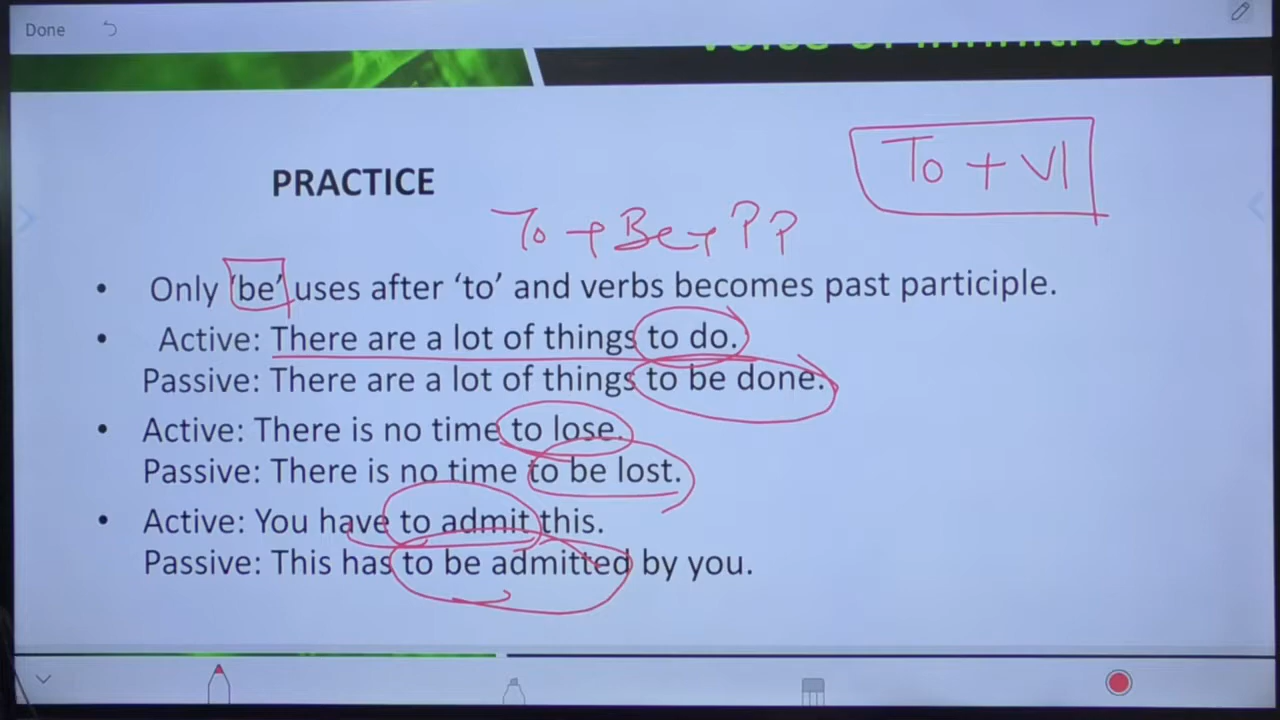 Done
PRACTICE
To + V1
To + Be + PP
• Only ‘be’ uses after ‘to’ and verbs becomes past participle.
• Active: There are a lot of things to do.
Passive: There are a lot of things to be done.
• Active: There is no time to lose.
Passive: There is no time to be lost.
• Active: You have to admit this.
Passive: This has to be admitted by you.